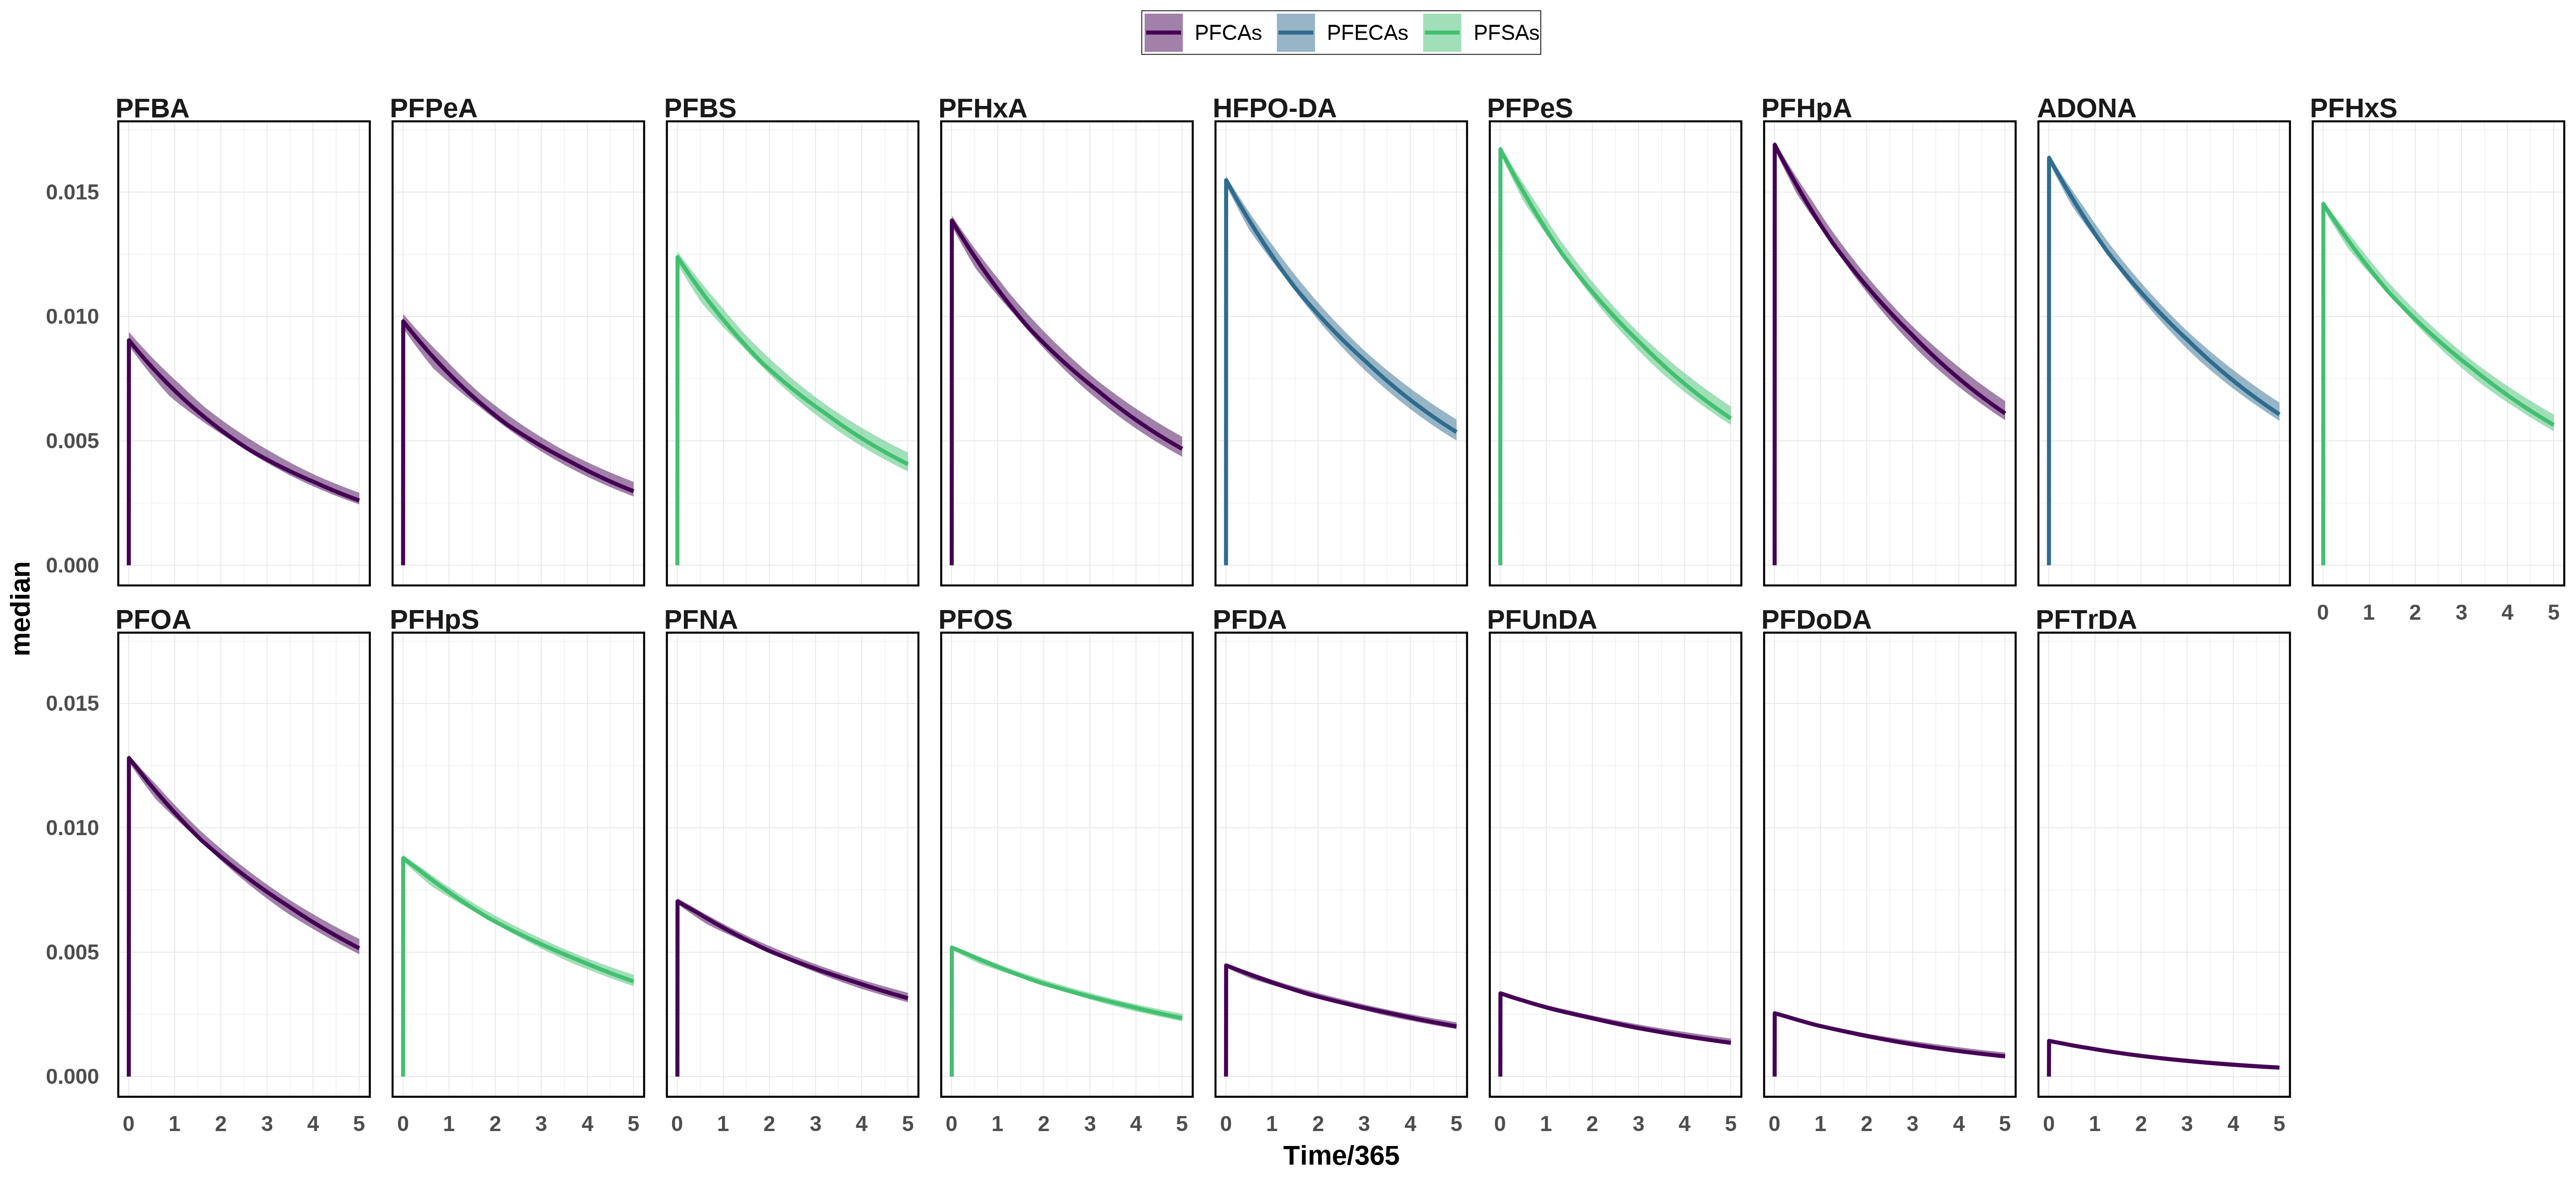 PFCAs PFECAs PFSAs
PFBA PFPeA PFBS PFHxA HFPO-DA PFPeS PFHpA ADONA PFHxS
0.015
0.010
0.005
0.000
median
0 1 2 3 4 5
PFOA PFHpS PFNA PFOS PFDA PFUnDA PFDoDA PFTrDA
0.015
0.010
0.005
0.000
0 1 2 3 4 5 0 1 2 3 4 5 0 1 2 3 4 5 0 1 2 3 4 5 0 1 2 3 4 5 0 1 2 3 4 5 0 1 2 3 4 5 0 1 2 3 4 5
Time/365